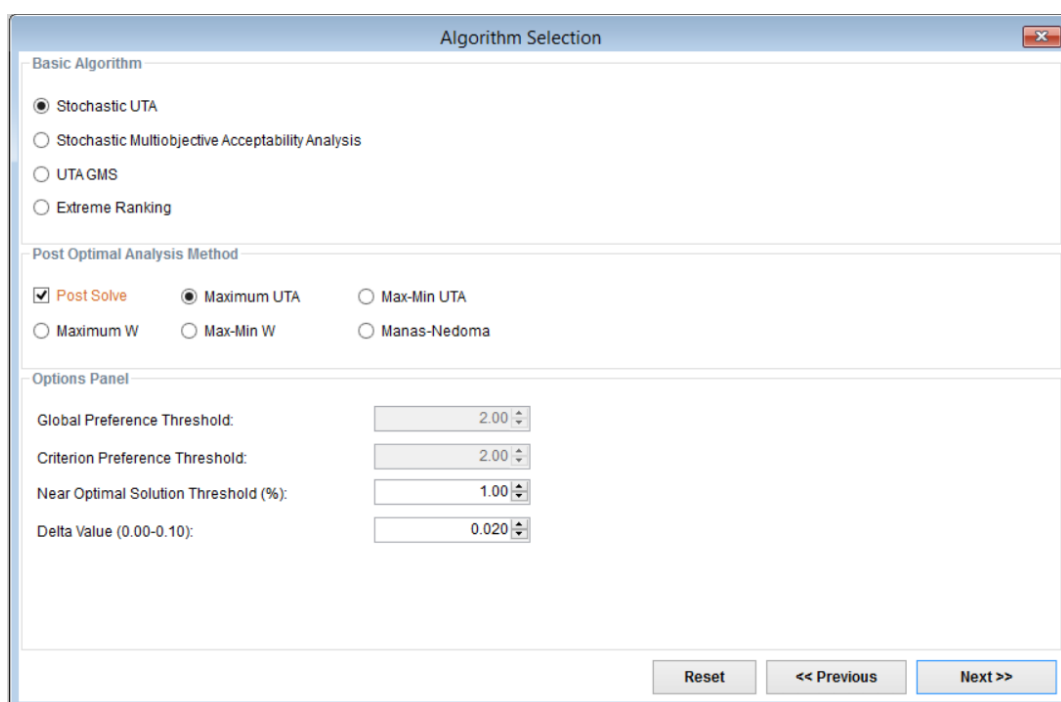 Algorithm Selection
Basic Algorithm
Stochastic UTA
Stochastic Multiobjective Acceptability Analysis
UTA GMS
Extreme Ranking
Post Optimal Analysis Method
Post Solve Maximum UTA Max-Min UTA
Maximum W Max-Min W Manas-Nedoma
Options Panel
Global Preference Threshold: 2.00
Criterion Preference Threshold: 2.00
Near Optimal Solution Threshold (%): 1.00
Delta Value (0.00-0.10): 0.020
Reset << Previous Next >>